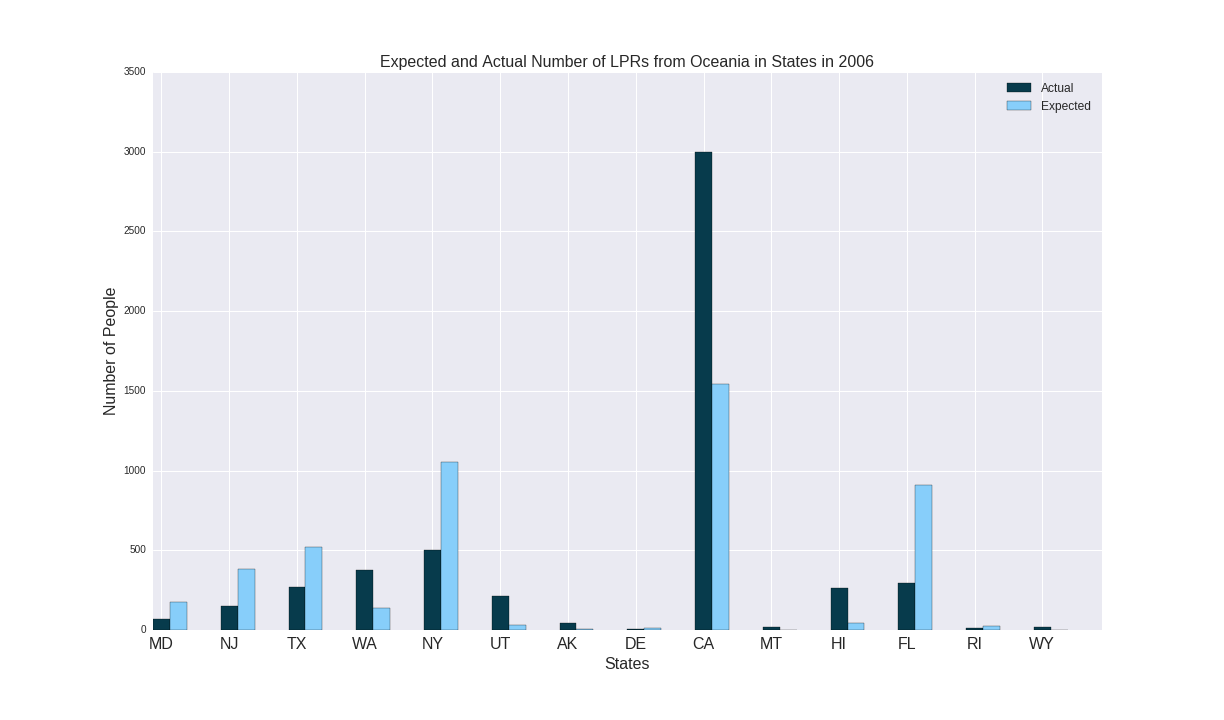 Expected and Actual Number of LPRs from Oceania in States in 2006
3500
3000
2500
2000
1500
1000
500
0
Number of People
Actual
Expected
MD NJ TX WA NY UT AK DE CA MT HI FL RI WY
States